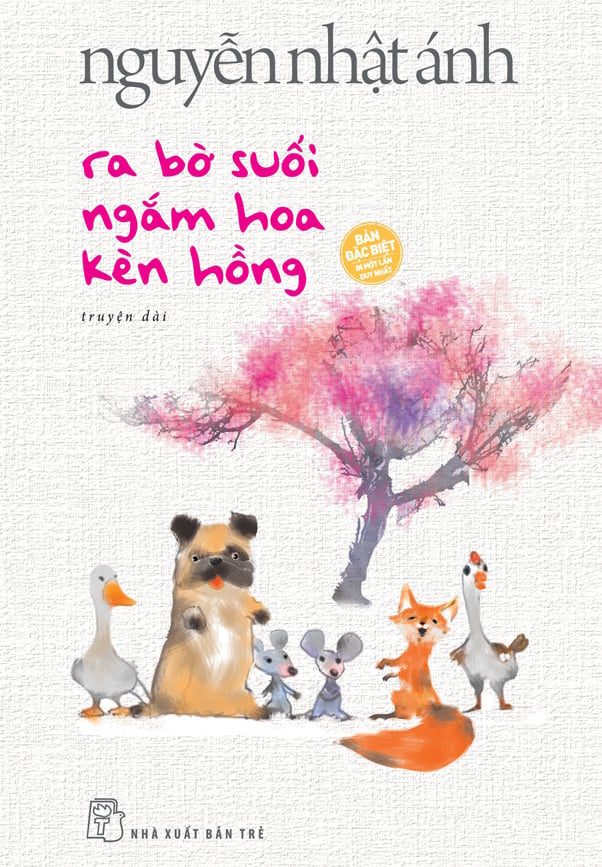 nguyễn nhật ánh
ra bờ suối
ngắm hoa
kèn hồng
BẢN
ĐẶC BIỆT
IN MỘT LẦN
DUY NHẤT
truyện dài
T
NHÀ XUẤT BẢN TRẺ